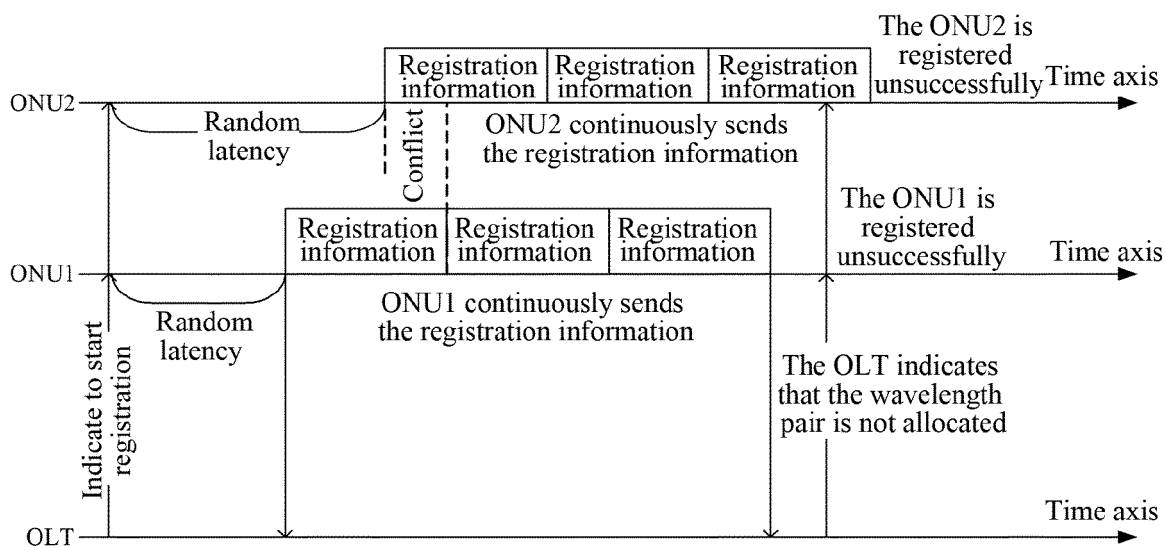 The ONU2 is
registered
unsuccessfully
Time axis
Registration
information
Registration
information
Registration
information
ONU2
Random
latency
Conflict
ONU2 continuously sends
the registration information
The ONU1 is
registered
unsuccessfully
Time axis
Registration
information
Registration
information
Registration
information
ONU1
Random
latency
ONU1 continuously sends
the registration information
Indicate to start
registration
The OLT indicates
that the wavelength
pair is not allocated
Time axis
OLT